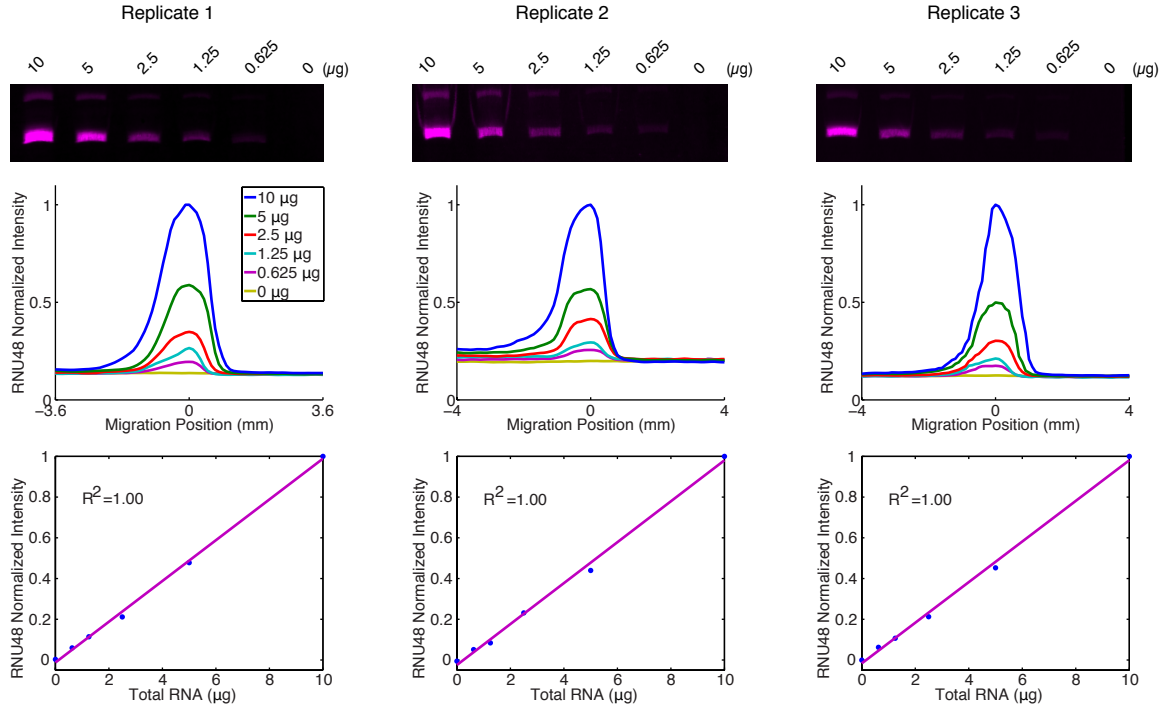 Replicate 1
Replicate 2
Replicate 3
10 5 2.5 1.25 0.625 0 (µg)
10 5 2.5 1.25 0.625 0 (µg)
10 5 2.5 1.25 0.625 0 (µg)
RNU48 Normalized Intensity
1
0.5
0
−3.6 0 3.6
Migration Position (mm)
10 µg
5 µg
2.5 µg
1.25 µg
0.625 µg
0 µg
RNU48 Normalized Intensity
1
0.5
0
−4 0 4
Migration Position (mm)
RNU48 Normalized Intensity
1
0.5
0
−4 0 4
Migration Position (mm)
RNU48 Normalized Intensity
1
0.8
0.6
0.4
0.2
0
R²=1.00
0 2 4 6 8 10
Total RNA (µg)
RNU48 Normalized Intensity
1
0.8
0.6
0.4
0.2
0
R²=1.00
0 2 4 6 8 10
Total RNA (µg)
RNU48 Normalized Intensity
1
0.8
0.6
0.4
0.2
0
R²=1.00
0 2 4 6 8 10
Total RNA (µg)